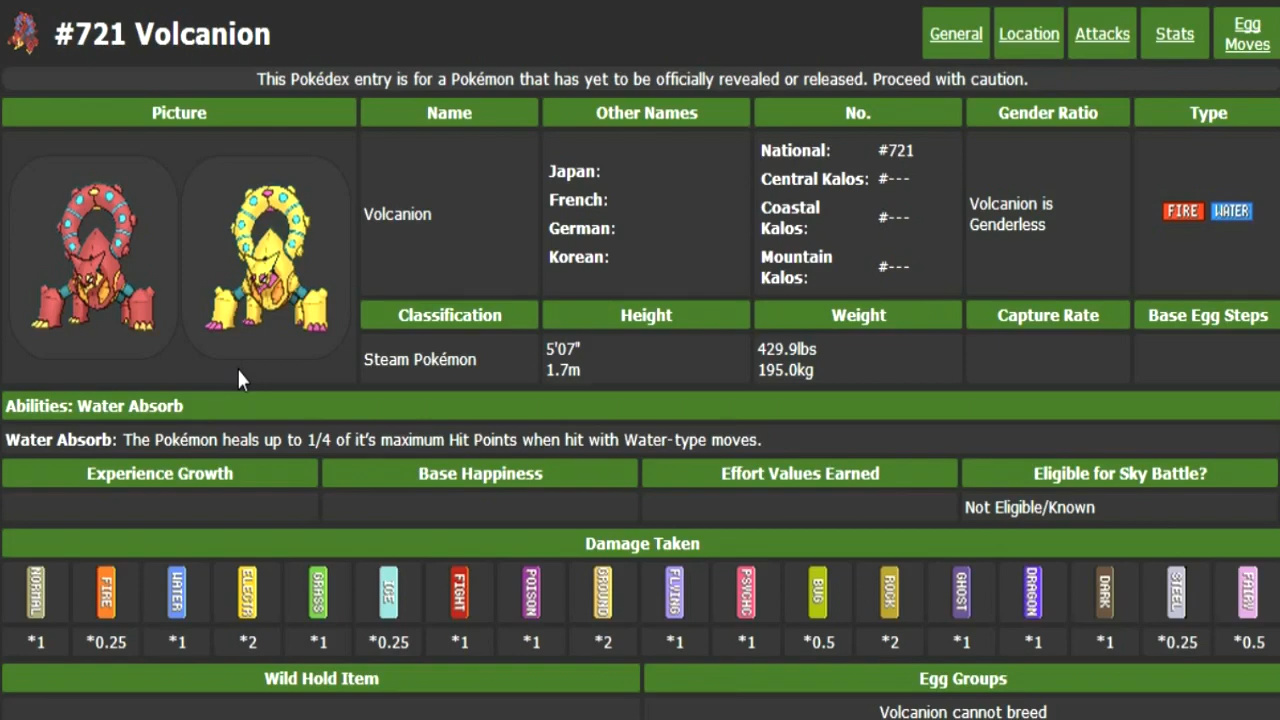 #721 Volcanion
General
Location
Attacks
Stats
Egg
Moves
This Pokédex entry is for a Pokémon that has yet to be officially revealed or released. Proceed with caution.
Picture
Name
Other Names
No.
Gender Ratio
Type
Volcanion
Japan:
French:
German:
Korean:
National: #721
Central Kalos: #---
Coastal
Kalos: #---
Mountain
Kalos: #---
Volcanion is
Genderless
FIRE WATER
Classification
Height
Weight
Capture Rate
Base Egg Steps
Steam Pokémon
5'07"
1.7m
429.9lbs
195.0kg
Abilities: Water Absorb
Water Absorb: The Pokémon heals up to 1/4 of it's maximum Hit Points when hit with Water-type moves.
Experience Growth
Base Happiness
Effort Values Earned
Eligible for Sky Battle?
Not Eligible/Known
Damage Taken
NORMAL FIRE WATER ELECTR GRASS ICE FIGHT POISON GROUND FLYING PSYCHC BUG ROCK GHOST DRAGON DARK STEEL FAIRY
*1 *0.25 *1 *2 *1 *0.25 *1 *1 *2 *1 *1 *0.5 *2 *1 *1 *1 *0.25 *0.5
Wild Hold Item
Egg Groups
Volcanion cannot breed